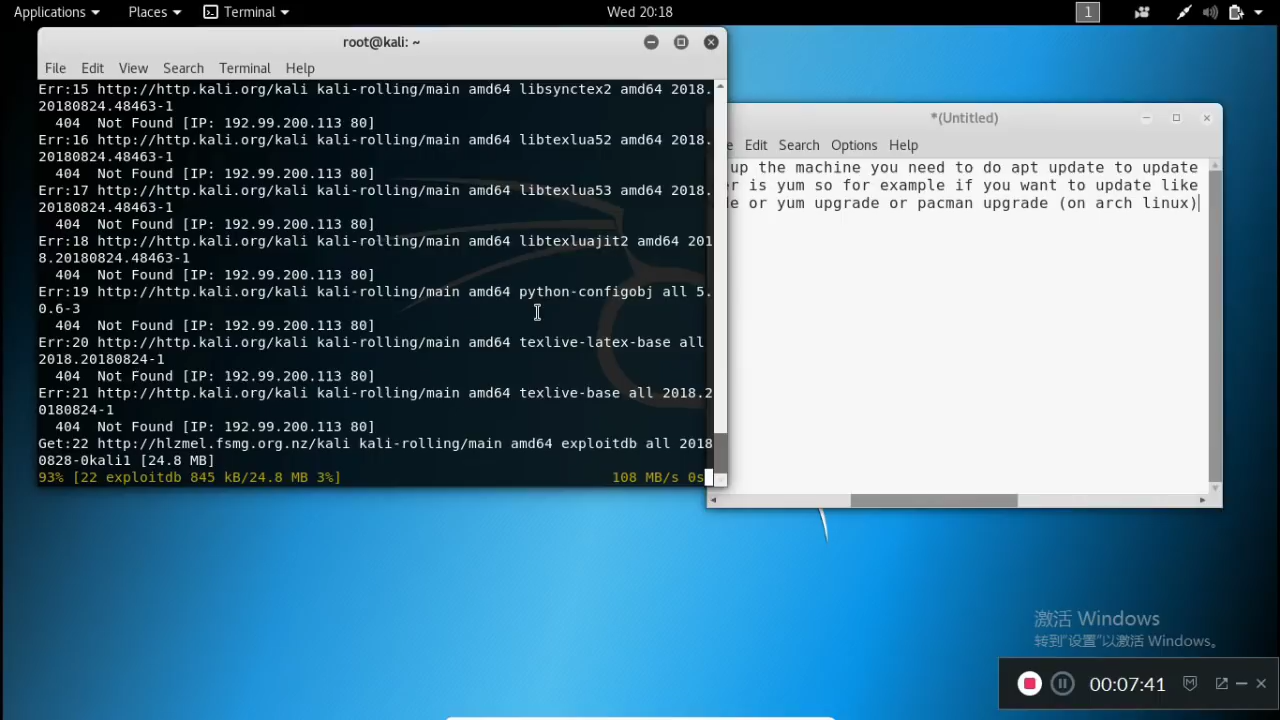 Applications Places Terminal Wed 20:18 1
root@kali: ~
File Edit View Search Terminal Help
Err:15 http://http.kali.org/kali kali-rolling/main amd64 libsynctex2 amd64 2018.
20180824.48463-1
404 Not Found [IP: 192.99.200.113 80]
Err:16 http://http.kali.org/kali kali-rolling/main amd64 libtexlua52 amd64 2018.
20180824.48463-1
404 Not Found [IP: 192.99.200.113 80]
Err:17 http://http.kali.org/kali kali-rolling/main amd64 libtexlua53 amd64 2018.
20180824.48463-1
404 Not Found [IP: 192.99.200.113 80]
Err:18 http://http.kali.org/kali kali-rolling/main amd64 libtexluajit2 amd64 201
8.20180824.48463-1
404 Not Found [IP: 192.99.200.113 80]
Err:19 http://http.kali.org/kali kali-rolling/main amd64 python-configobj all 5.
0.6-3
404 Not Found [IP: 192.99.200.113 80]
Err:20 http://http.kali.org/kali kali-rolling/main amd64 texlive-latex-base all
2018.20180824-1
404 Not Found [IP: 192.99.200.113 80]
Err:21 http://http.kali.org/kali kali-rolling/main amd64 texlive-base all 2018.2
0180824-1
404 Not Found [IP: 192.99.200.113 80]
Get:22 http://hlzmel.fsmg.org.nz/kali kali-rolling/main amd64 exploitdb all 2018
0828-0kali1 [24.8 MB]
93% [22 exploitdb 845 kB/24.8 MB 3%] 108 MB/s 0s
*(Untitled)
e Edit Search Options Help
up the machine you need to do apt update to update
er is yum so for example if you want to update like
de or yum upgrade or pacman upgrade (on arch linux)
激活 Windows
转到"设置"以激活 Windows。
00:07:41